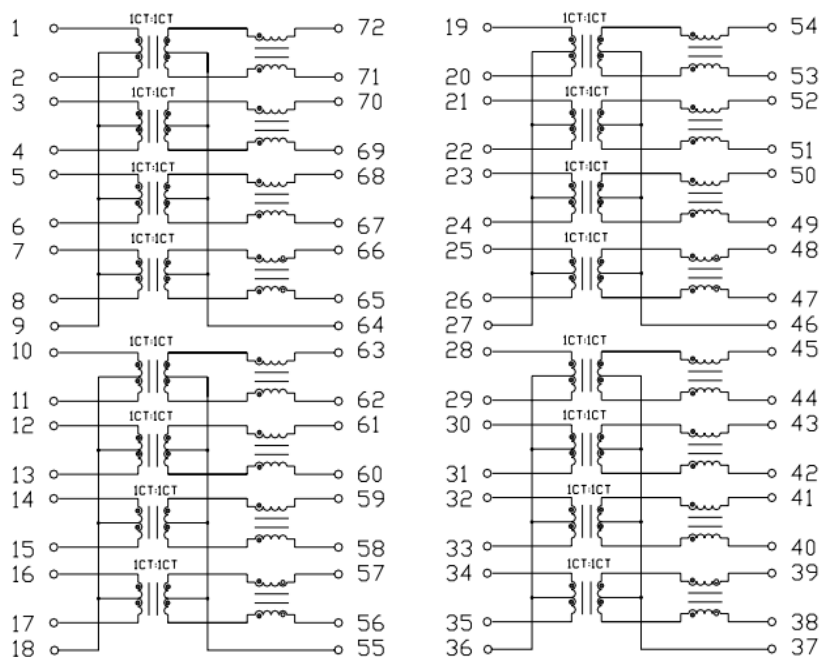 1CT:1CT 1CT:1CT
1 72 19 54
2 71 20 53
1CT:1CT 1CT:1CT
3 70 21 52
4 69 22 51
1CT:1CT 1CT:1CT
5 68 23 50
6 67 24 49
1CT:1CT 1CT:1CT
7 66 25 48
8 65 26 47
9 64 27 46
1CT:1CT 1CT:1CT
10 63 28 45
11 62 29 44
1CT:1CT 1CT:1CT
12 61 30 43
13 60 31 42
1CT:1CT 1CT:1CT
14 59 32 41
15 58 33 40
1CT:1CT 1CT:1CT
16 57 34 39
17 56 35 38
18 55 36 37